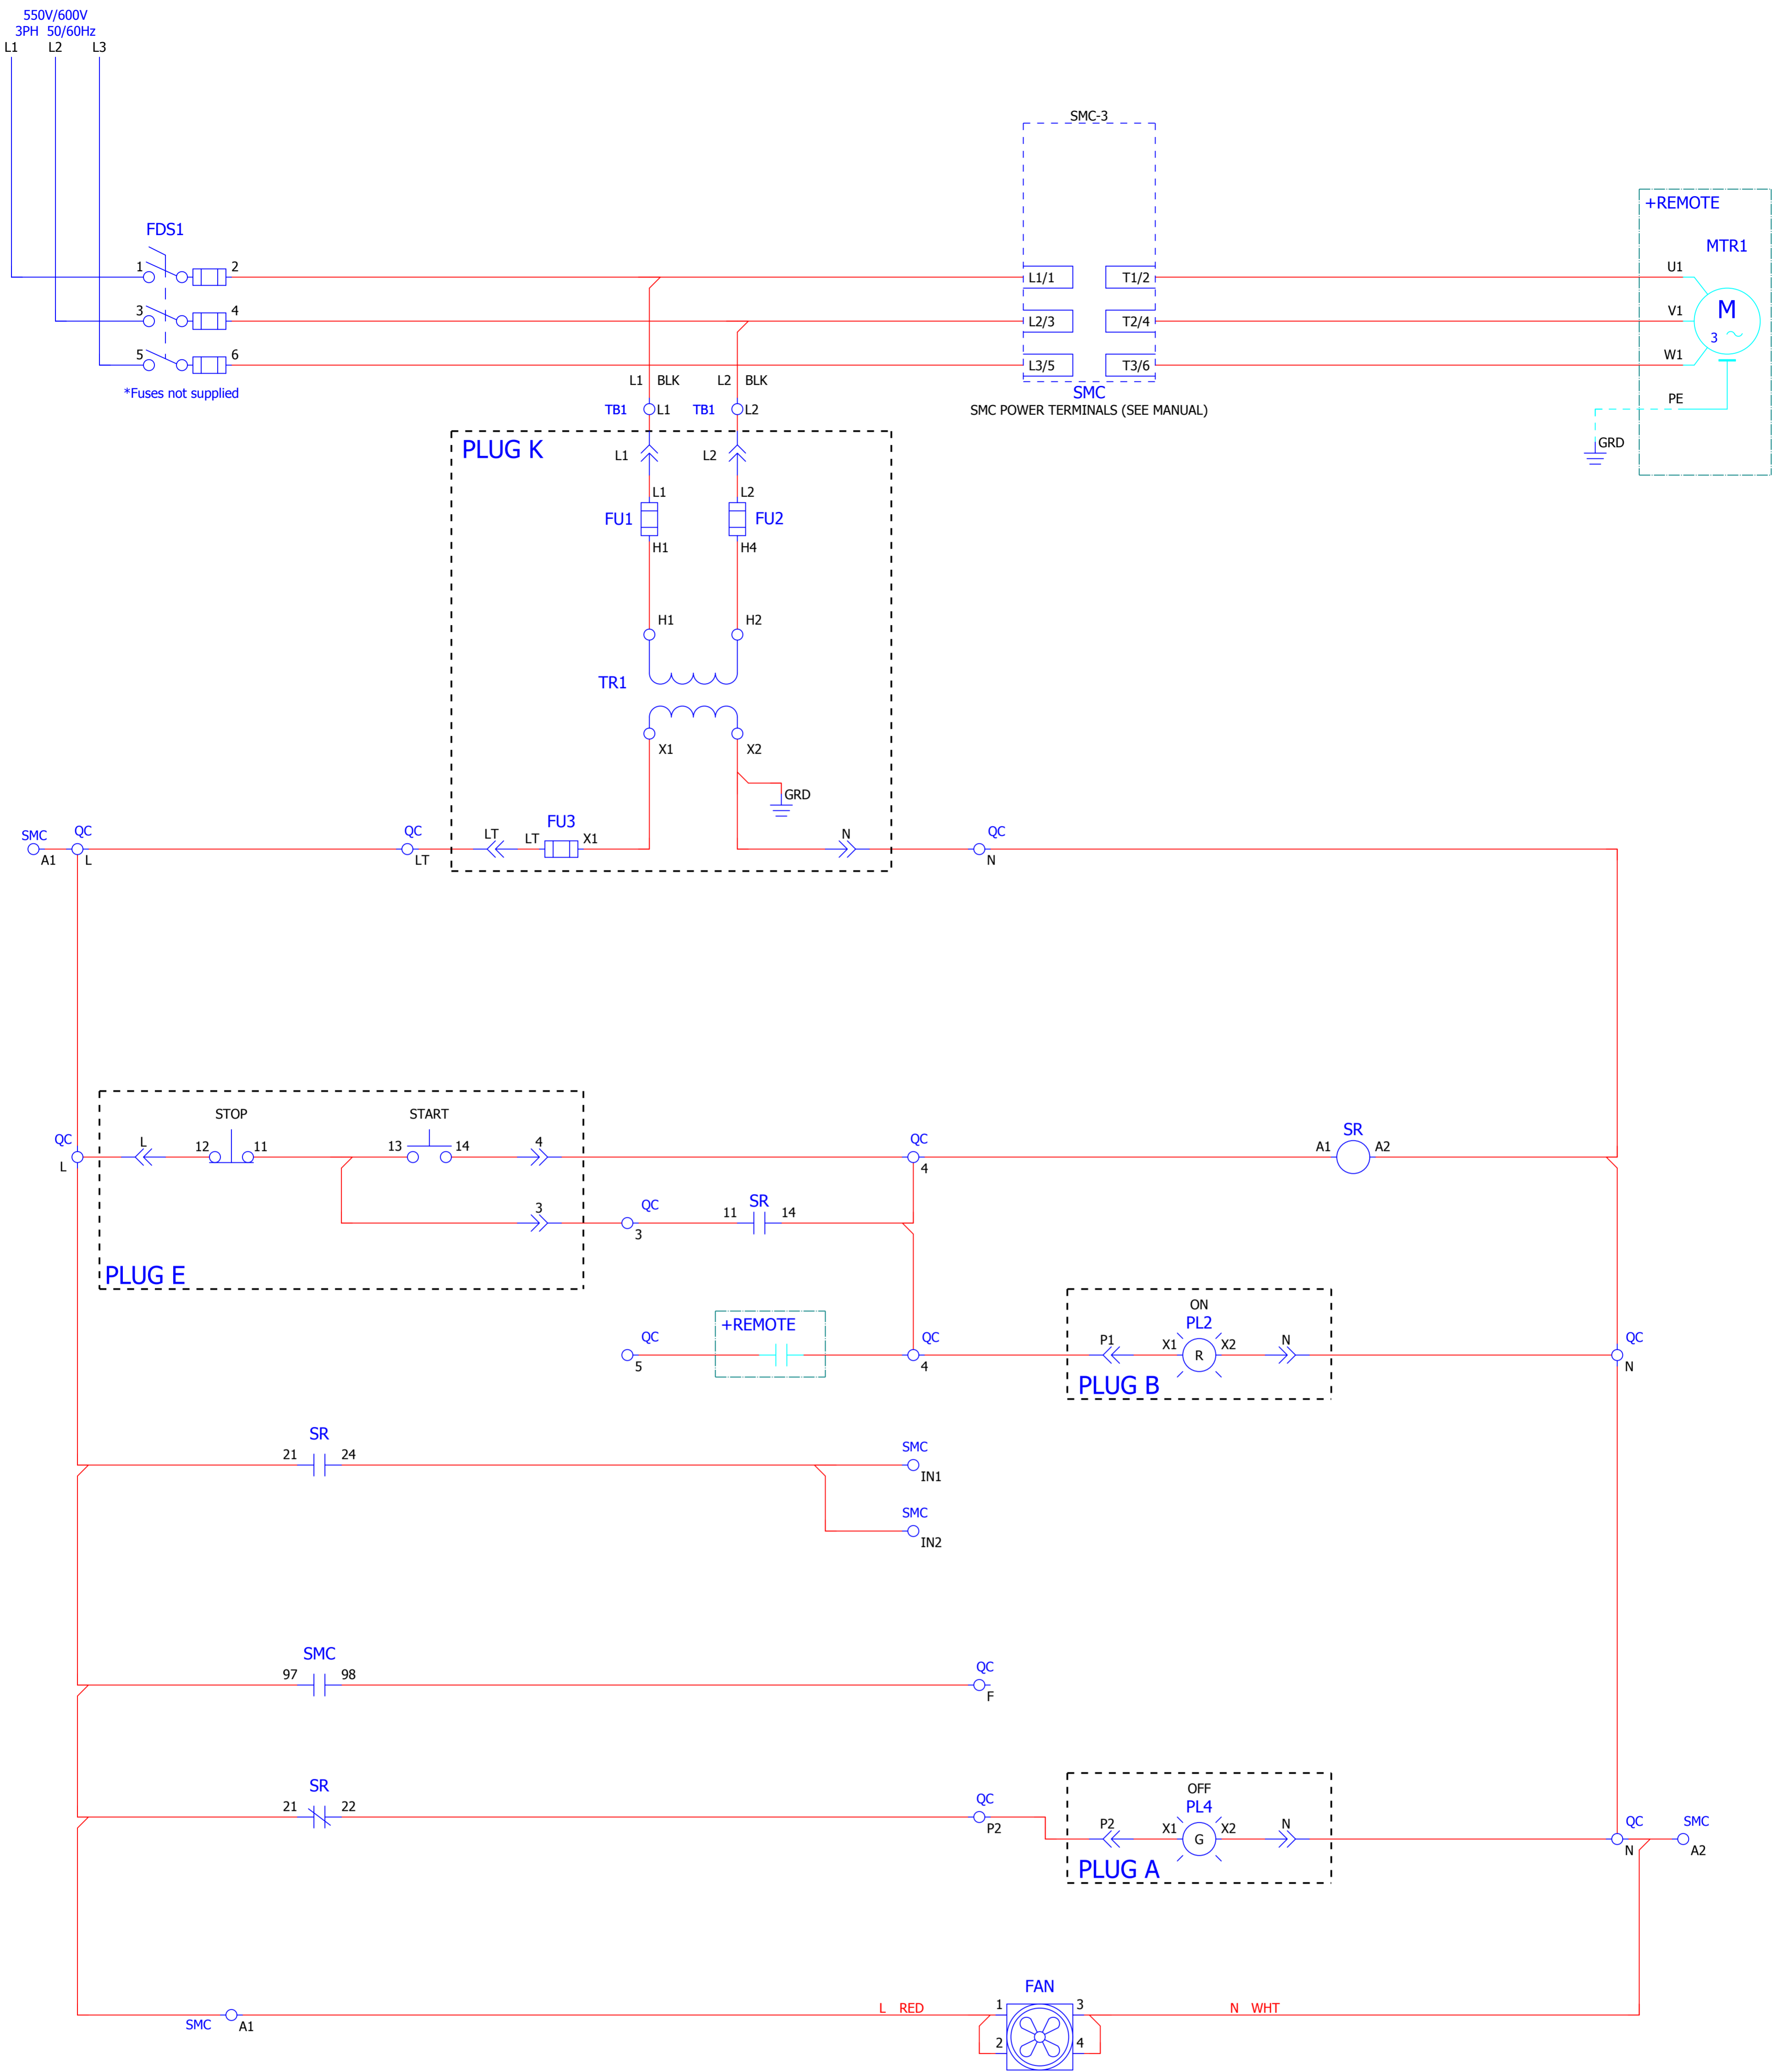 550V/600V
3PH 50/60Hz
L1 L2 L3
SMC-3
+REMOTE
FDS1
MTR1
1 2 L1/1 T1/2 U1
3 4 L2/3 T2/4 V1 M
3
5 6 L3/5 T3/6 W1
*Fuses not supplied
L1 BLK L2 BLK
SMC
SMC POWER TERMINALS (SEE MANUAL)
PE
TB1 L1 TB1 L2
GRD
PLUG K
L1 L2
L1 L2
FU1 FU2
H1 H4
H1 H2
TR1
X1 X2
GRD
FU3
SMC QC QC LT LT X1 N QC
A1 L LT N
STOP START
QC L 12 11 13 14 4 QC SR
A1 A2
L 4
3 QC 11 SR 14
3
PLUG E
ON
+REMOTE PL2
QC QC P1 X1 R X2 N QC
5 4 N
PLUG B
SR
21 24 SMC
IN1
SMC
IN2
SMC
97 98 QC
F
SR OFF
21 22 QC PL4
P2 P2 X1 G X2 N QC SMC
N A2
PLUG A
FAN
L RED 1 3 N WHT
SMC A1
2 4